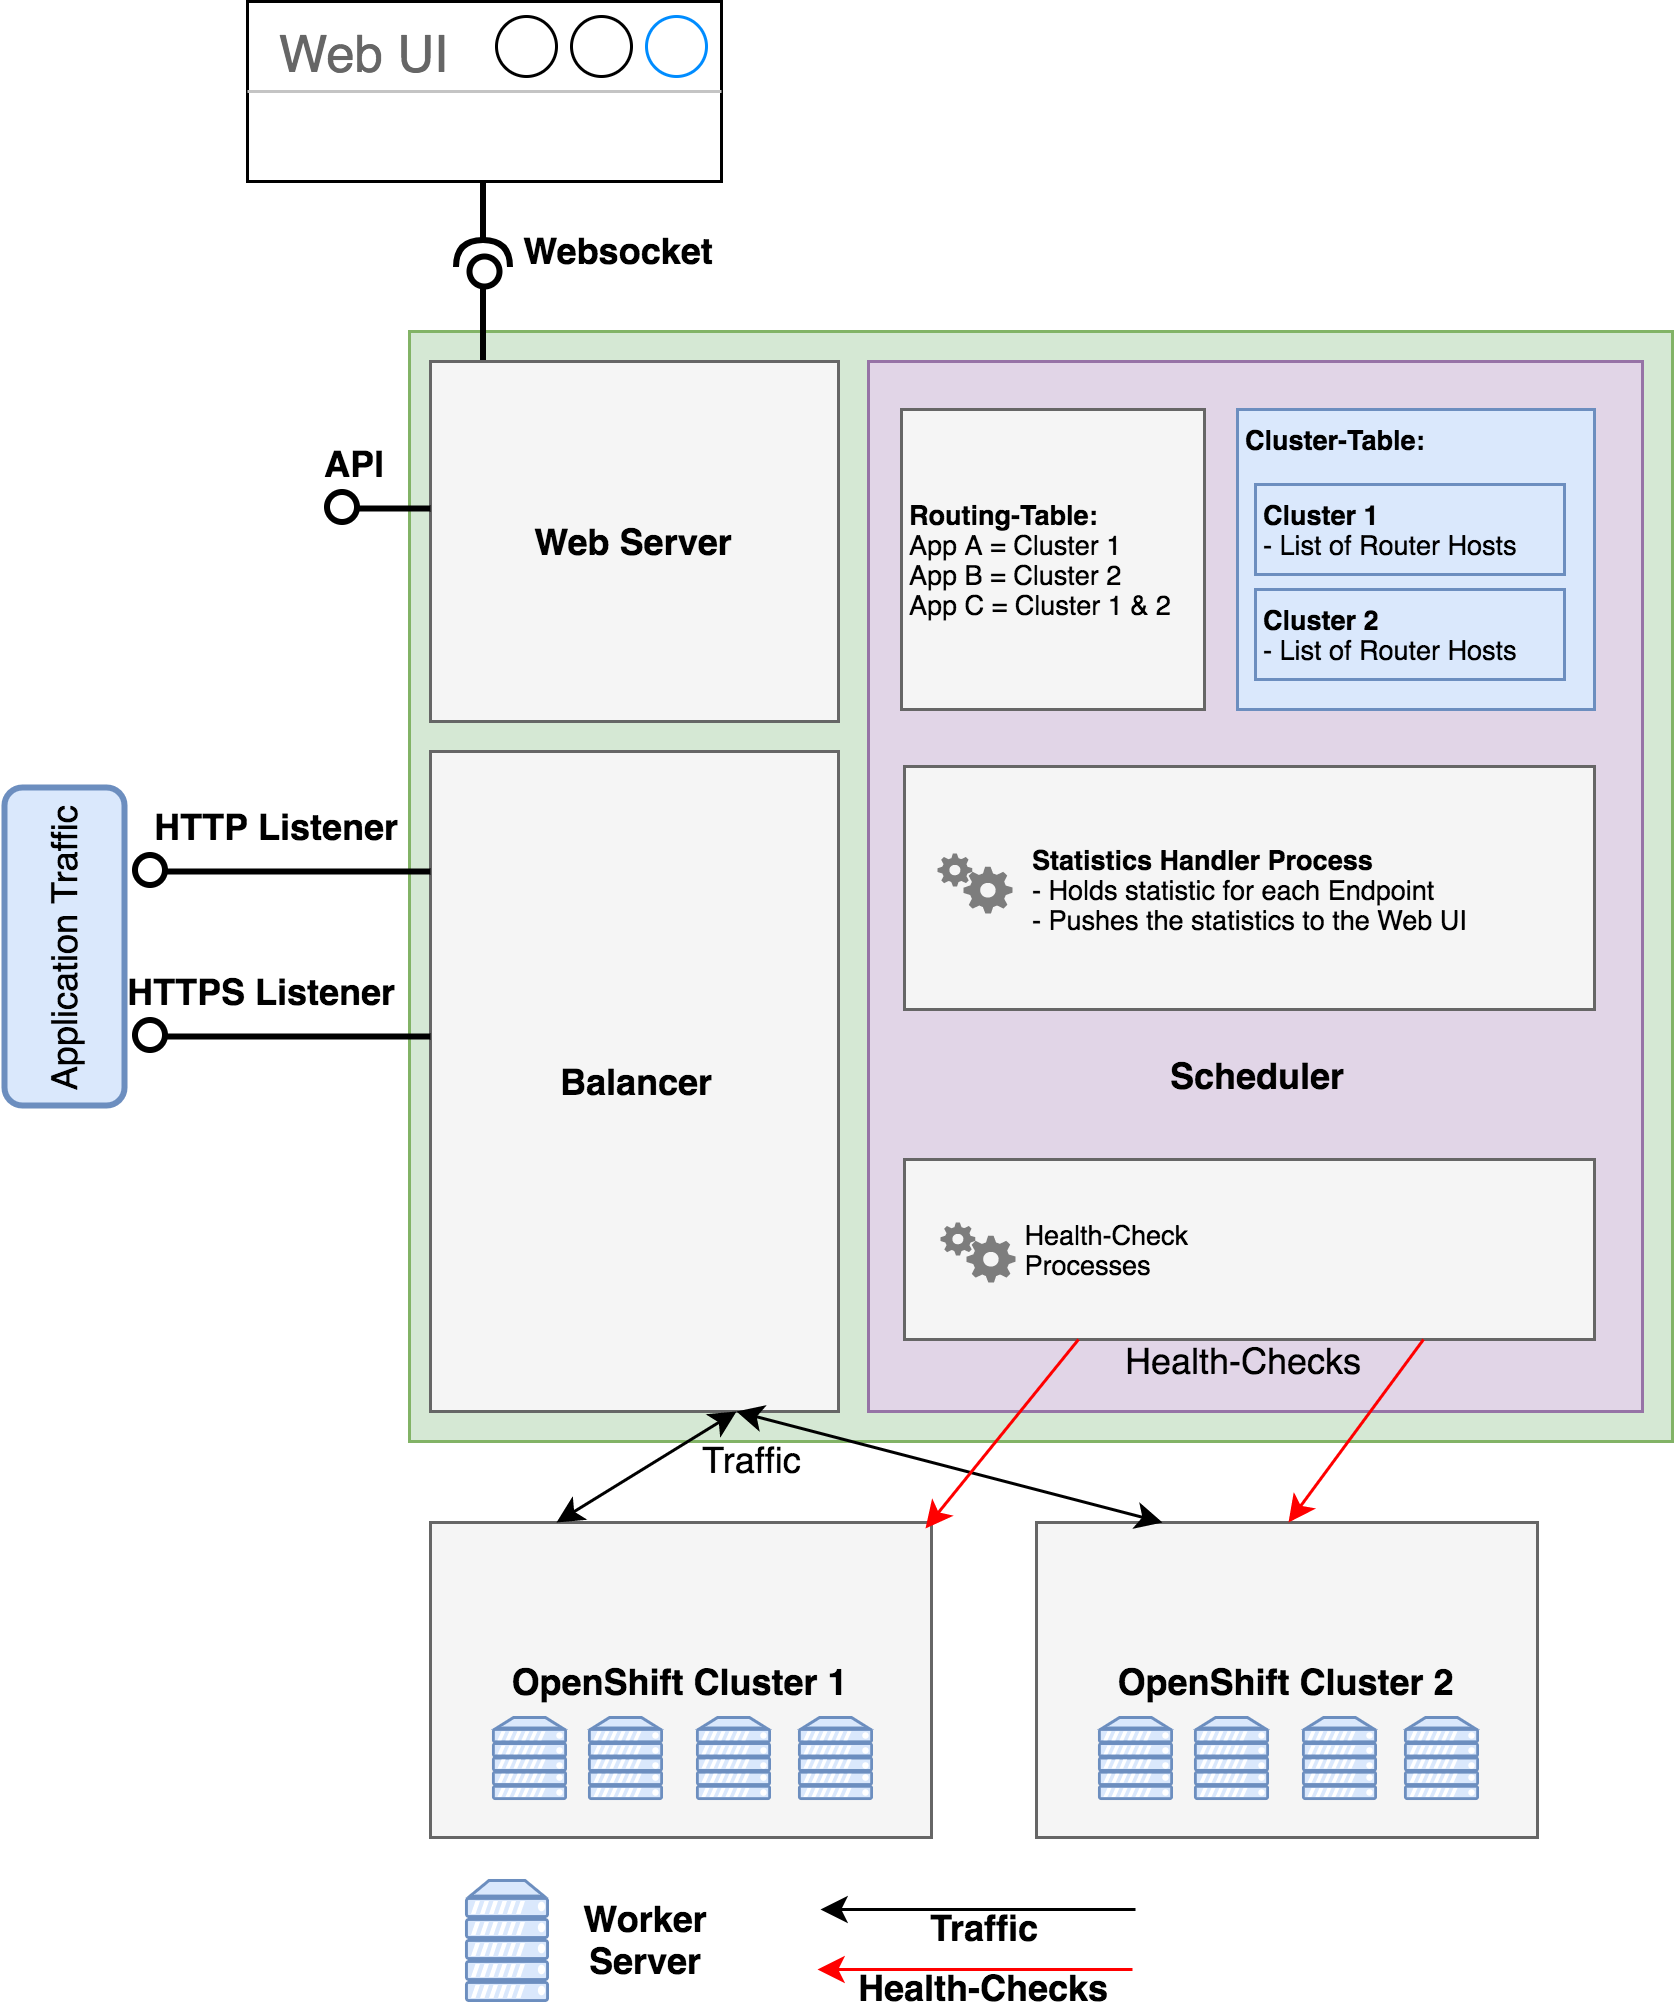 Web UI
Websocket
API
Web Server
Routing-Table:
App A = Cluster 1
App B = Cluster 2
App C = Cluster 1 & 2
Cluster-Table:
Cluster 1
- List of Router Hosts
Cluster 2
- List of Router Hosts
Application Traffic
HTTP Listener
HTTPS Listener
Balancer
Statistics Handler Process
- Holds statistic for each Endpoint
- Pushes the statistics to the Web UI
Scheduler
Health-Check
Processes
Health-Checks
Traffic
OpenShift Cluster 1
OpenShift Cluster 2
Worker
Server
Traffic
Health-Checks